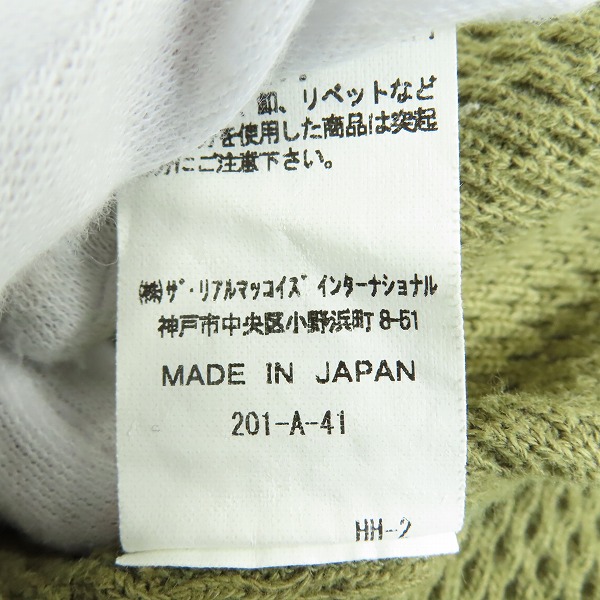 釦、リベットなど
を使用した商品は突起
にご注意下さい。
㈱ｻﾞ･ﾘｱﾙﾏｯｺｲｽﾞ ｲﾝﾀｰﾅｼｮﾅﾙ
神戸市中央区小野浜町 8-51
MADE IN JAPAN
201-A-41
HH-2